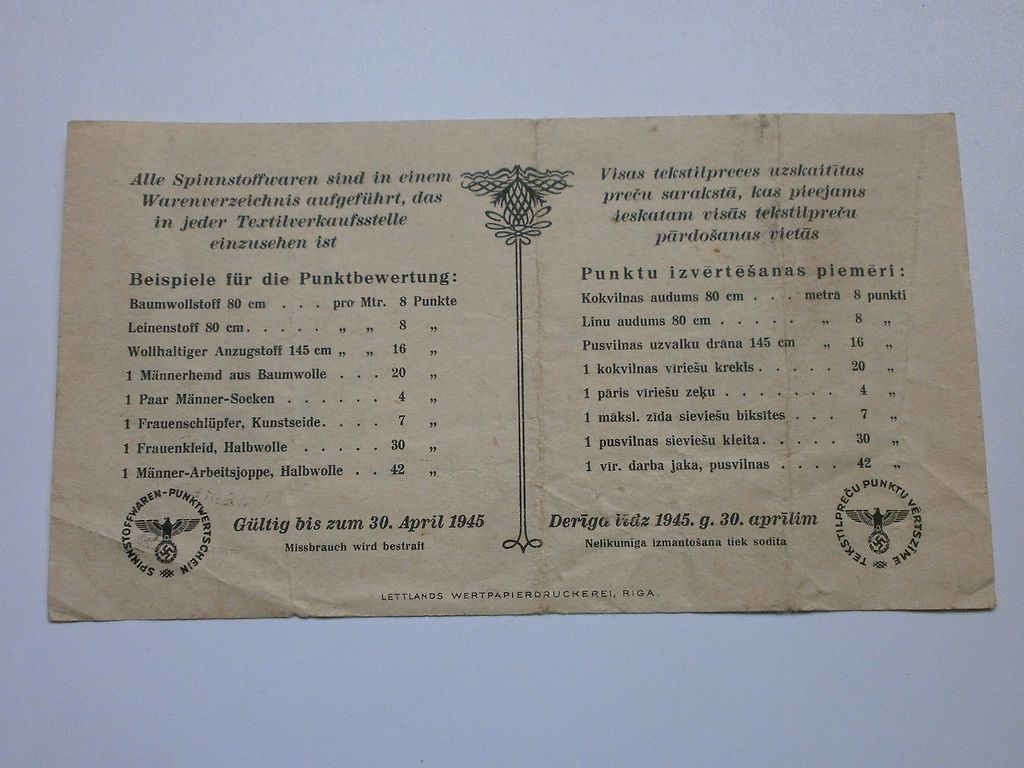 Alle Spinnstoffwaren sind in einem
Warenverzeichnis aufgeführt, das
in jeder Textilverkaufsstelle
einzusehen ist
Beispiele für die Punktbewertung:
Baumwollstoff 80 cm . . . pro Mtr. 8 Punkte
Leinenstoff 80 cm. . . . . „ „ 8 „
Wollhaltiger Anzugstoff 145 cm „ „ 16 „
1 Männerhemd aus Baumwolle . . . 20 „
1 Paar Männer-Socken . . . . . . 4 „
1 Frauenschlüpfer, Kunstseide. . . . 7 „
1 Frauenkleid, Halbwolle . . . . . 30 „
1 Männer-Arbeitsjoppe, Halbwolle . . 42 „
SPINNSTOFFWAREN-PUNKTWERTSCHEIN
Gültig bis zum 30. April 1945
Missbrauch wird bestraft
Visas tekstilpreces uzskaitītas
preču sarakstā, kas pieejams
ieskatam visās tekstilpreču
pārdošanas vietās
Punktu izvērtēšanas piemēri:
Kokvilnas audums 80 cm . . . metrā 8 punkti
Linu audums 80 cm . . . . . „ 8 „
Pusvilnas uzvalku drāna 145 cm „ 16 „
1 kokvilnas vīriešu krekls. . . . . 20 „
1 pāris vīriešu zeķu . . . . . . . 4 „
1 māksl. zīda sieviešu biksītes . . . 7 „
1 pusvilnas sieviešu kleita. . . . . 30 „
1 vīr. darba jaka, pusvilnas . . . . 42 „
Derīga līdz 1945. g. 30. aprīlim
Nelikumīga izmantošana tiek sodīta
TEKSTILPREČU PUNKTU VĒRTSZĪME
LETTLANDS WERTPAPIERDRUCKEREI, RIGA.